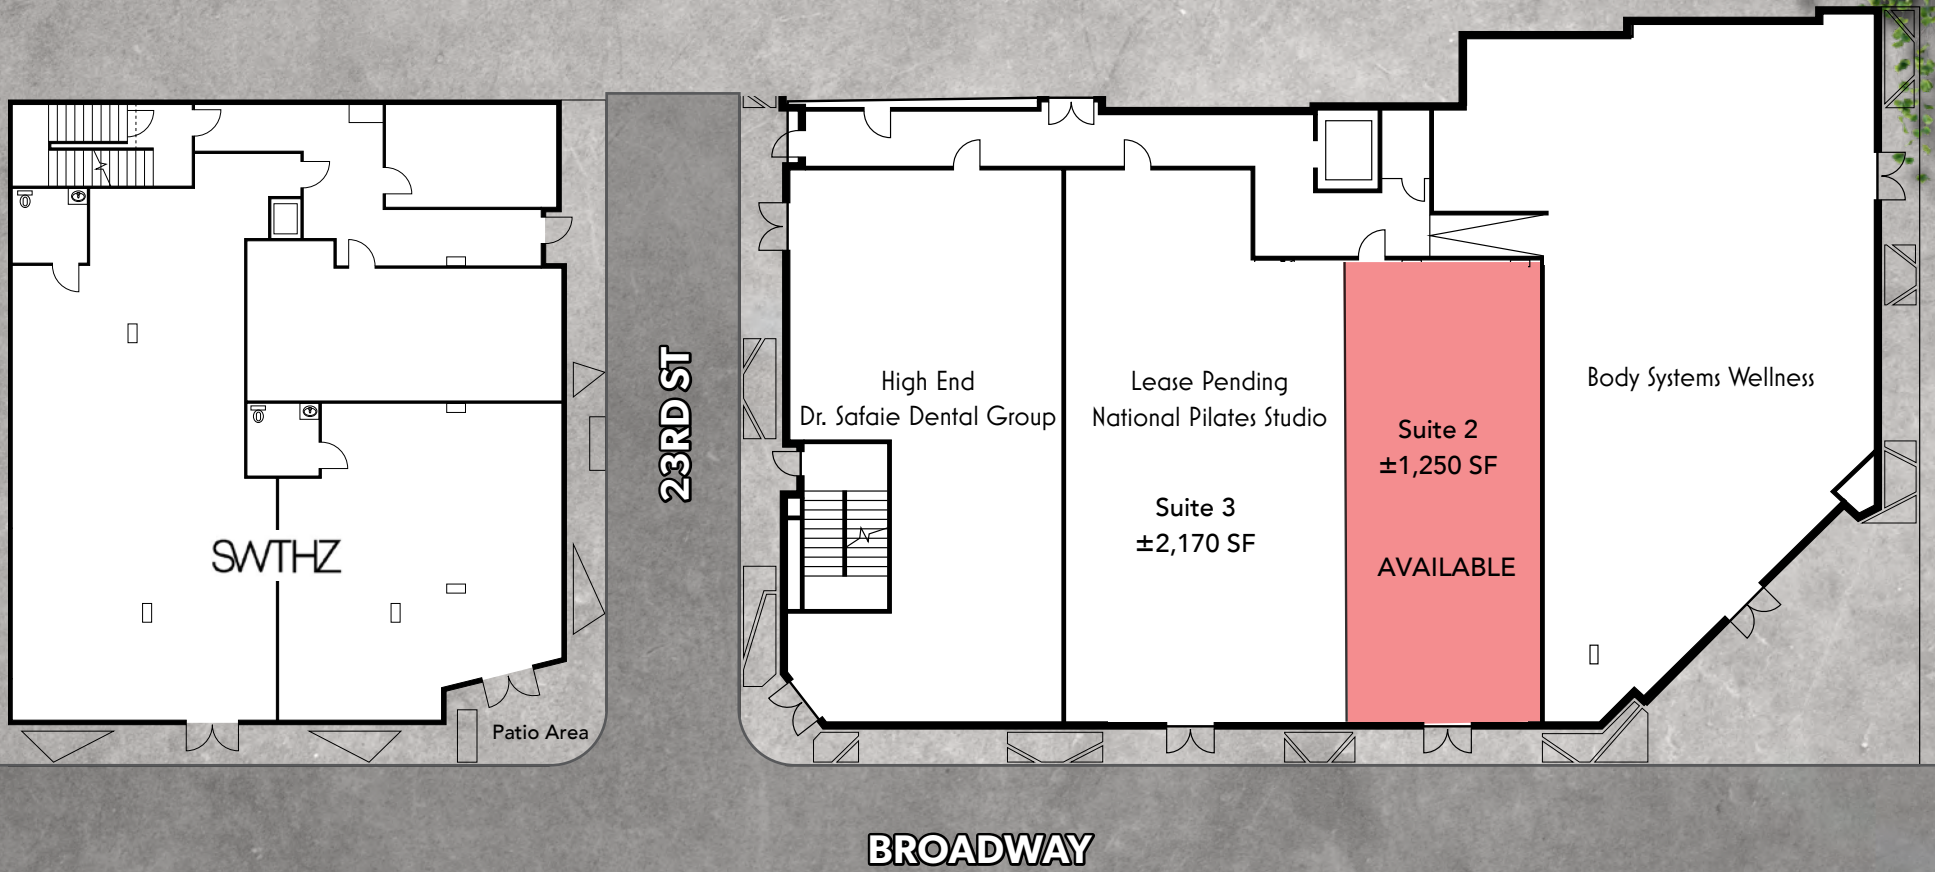 SWTHZ
Patio Area
23RD ST
High End
Dr. Safaie Dental Group
Lease Pending
National Pilates Studio
Suite 3
±2,170 SF
Suite 2
±1,250 SF
AVAILABLE
Body Systems Wellness
BROADWAY